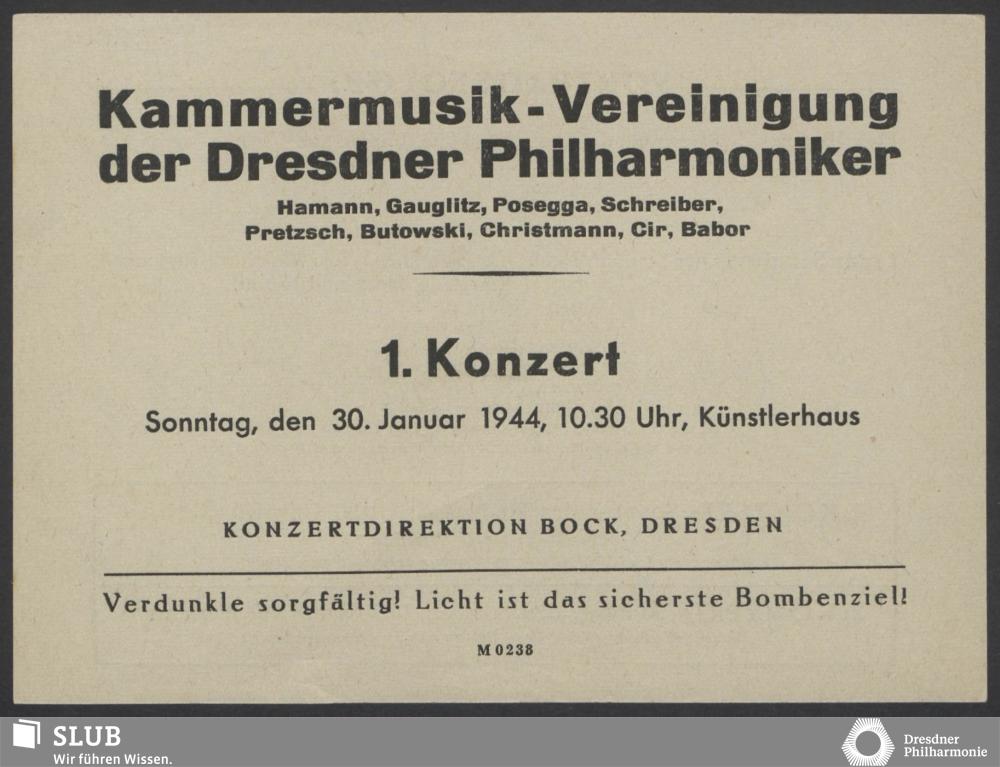 Kammermusik-Vereinigung
der Dresdner Philharmoniker
Hamann, Gauglitz, Posegga, Schreiber,
Pretzsch, Butowski, Christmann, Cir, Babor
1. Konzert
Sonntag, den 30. Januar 1944, 10.30 Uhr, Künstlerhaus
KONZERTDIREKTION BOCK, DRESDEN
Verdunkle sorgfältig! Licht ist das sicherste Bombenziel!
M 0238
SLUB
Wir führen Wissen.
Dresdner
Philharmonie